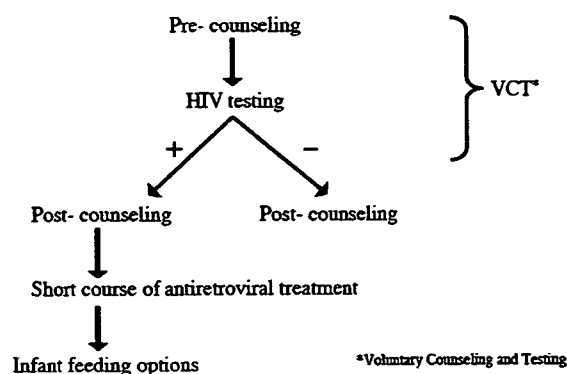 Pre- counseling
VCT*
HIV testing
+ −
Post- counseling Post- counseling
Short course of antiretroviral treatment
Infant feeding options
*Voluntary Counseling and Testing